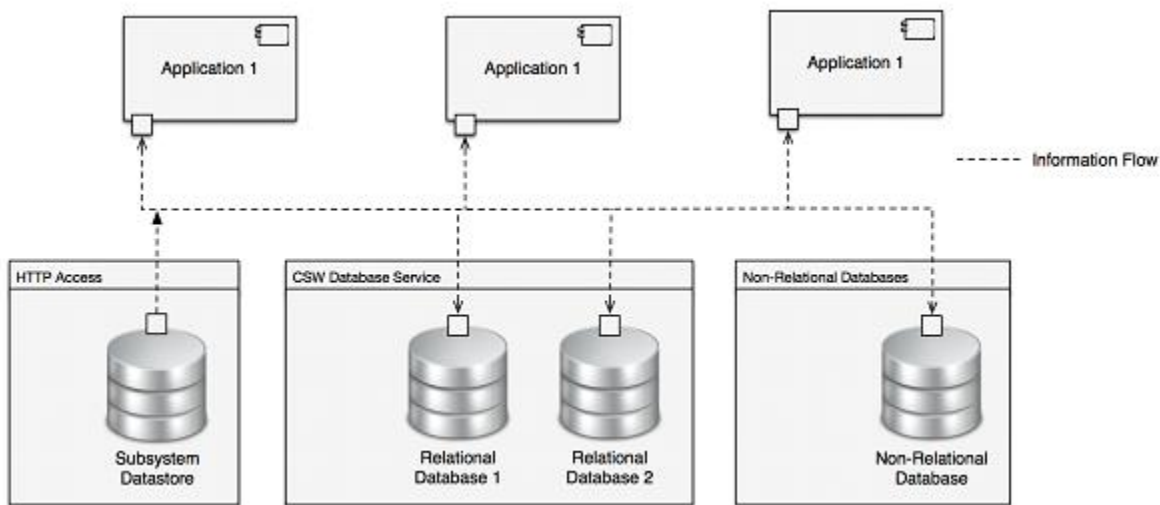 Application 1
Application 1
Application 1
Information Flow
HTTP Access
CSW Database Service
Non-Relational Databases
Subsystem
Datastore
Relational
Database 1
Relational
Database 2
Non-Relational
Database